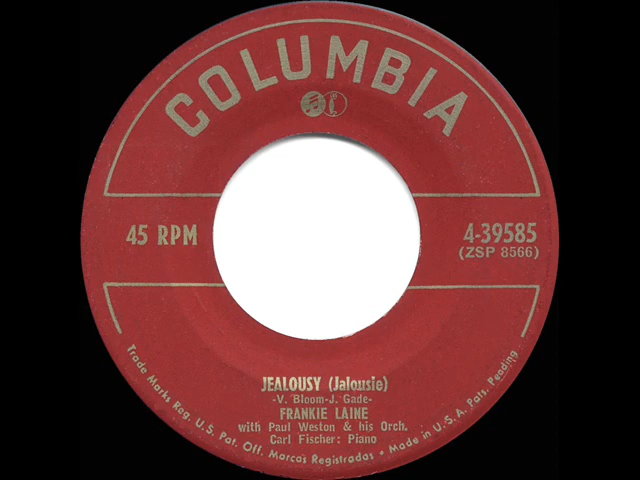 COLUMBIA
45 RPM
4-39585
(ZSP 8566)
JEALOUSY (Jalousie)
-V. Bloom-J. Gade-
FRANKIE LAINE
with Paul Weston & his Orch.
Carl Fischer: Piano
Trade Marks Reg. U.S. Pat. Off. Marcas Registradas • Made in U.S.A. Pats. Pending